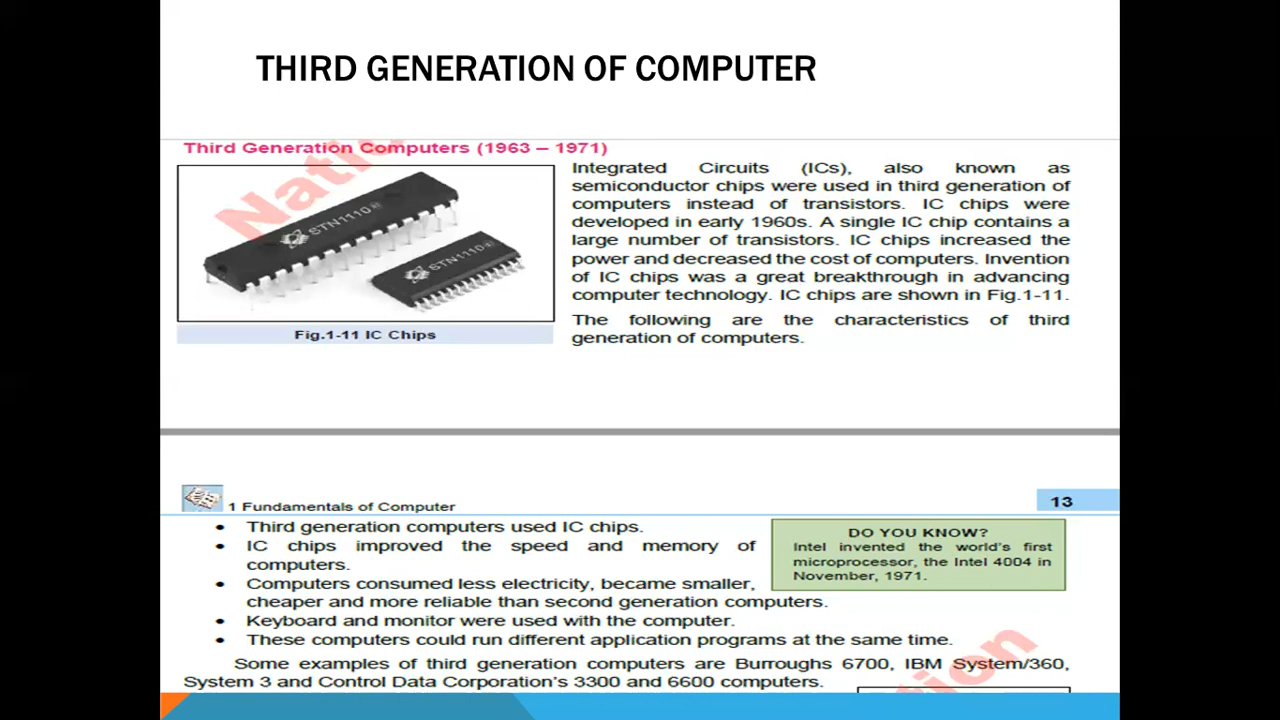 THIRD GENERATION OF COMPUTER
Third Generation Computers (1963 – 1971)
Natio
STN1110
STN1110
Fig.1-11 IC Chips
Integrated Circuits (ICs), also known as
semiconductor chips were used in third generation of
computers instead of transistors. IC chips were
developed in early 1960s. A single IC chip contains a
large number of transistors. IC chips increased the
power and decreased the cost of computers. Invention
of IC chips was a great breakthrough in advancing
computer technology. IC chips are shown in Fig.1-11.
The following are the characteristics of third
generation of computers.
1 Fundamentals of Computer
13
• Third generation computers used IC chips.
• IC chips improved the speed and memory of
computers.
• Computers consumed less electricity, became smaller,
cheaper and more reliable than second generation computers.
• Keyboard and monitor were used with the computer.
• These computers could run different application programs at the same time.
DO YOU KNOW?
Intel invented the world's first
microprocessor, the Intel 4004 in
November, 1971.
Some examples of third generation computers are Burroughs 6700, IBM System/360,
System 3 and Control Data Corporation's 3300 and 6600 computers.
ation